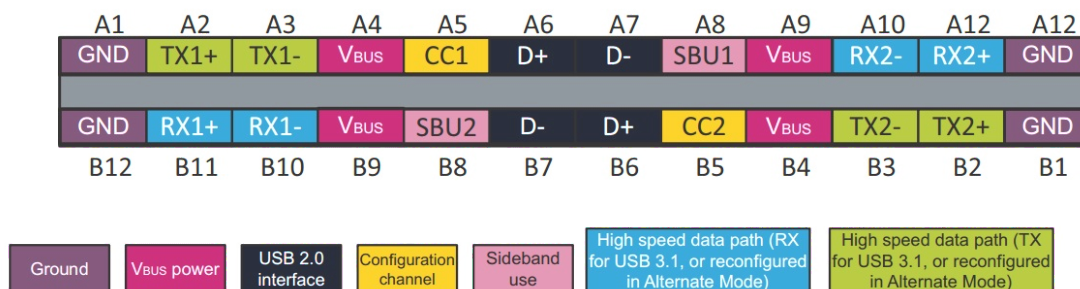 A1 A2 A3 A4 A5 A6 A7 A8 A9 A10 A12 A12
GND TX1+ TX1- VBUS CC1 D+ D- SBU1 VBUS RX2- RX2+ GND
GND RX1+ RX1- VBUS SBU2 D- D+ CC2 VBUS TX2- TX2+ GND
B12 B11 B10 B9 B8 B7 B6 B5 B4 B3 B2 B1
Ground
VBUS power
USB 2.0
interface
Configuration
channel
Sideband
use
High speed data path (RX
for USB 3.1, or reconfigured
in Alternate Mode)
High speed data path (TX
for USB 3.1, or reconfigured
in Alternate Mode)